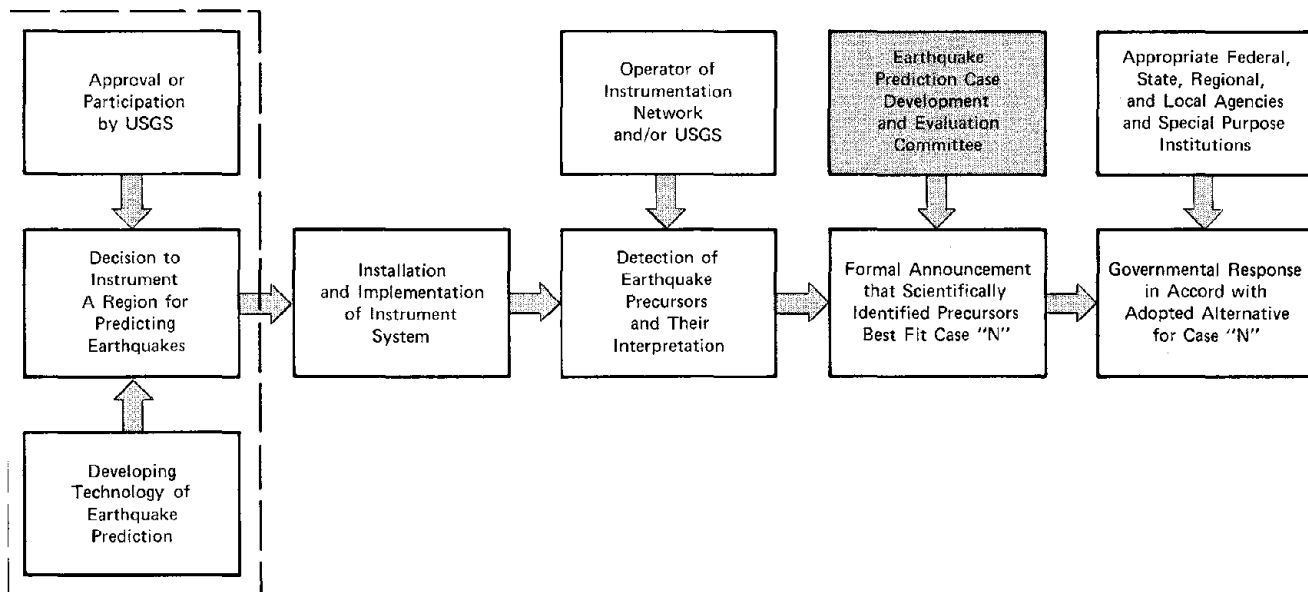 Approval or
Participation
by USGS
Operator of
Instrumentation
Network
and/or USGS
Earthquake
Prediction Case
Development
and Evaluation
Committee
Appropriate Federal,
State, Regional,
and Local Agencies
and Special Purpose
Institutions
Decision to
Instrument
A Region for
Predicting
Earthquakes
Installation
and Implementation
of Instrument
System
Detection of
Earthquake
Precursors
and Their
Interpretation
Formal Announcement
that Scientifically
Identified Precursors
Best Fit Case "N"
Governmental Response
in Accord with
Adopted Alternative
for Case "N"
Developing
Technology of
Earthquake
Prediction